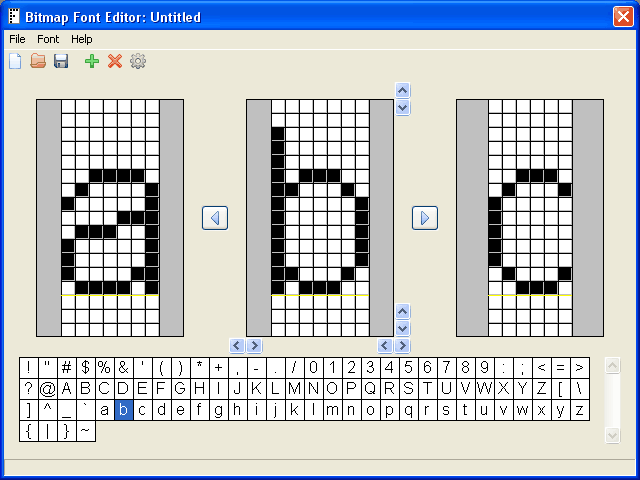 Bitmap Font Editor: Untitled
File Font Help
a b c
! " # $ % & ' ( ) * + , - . / 0 1 2 3 4 5 6 7 8 9 : ; < = >
? @ A B C D E F G H I J K L M N O P Q R S T U V W X Y Z [ \
] ^ _ ` a b c d e f g h i j k l m n o p q r s t u v w x y z
{ | } ~